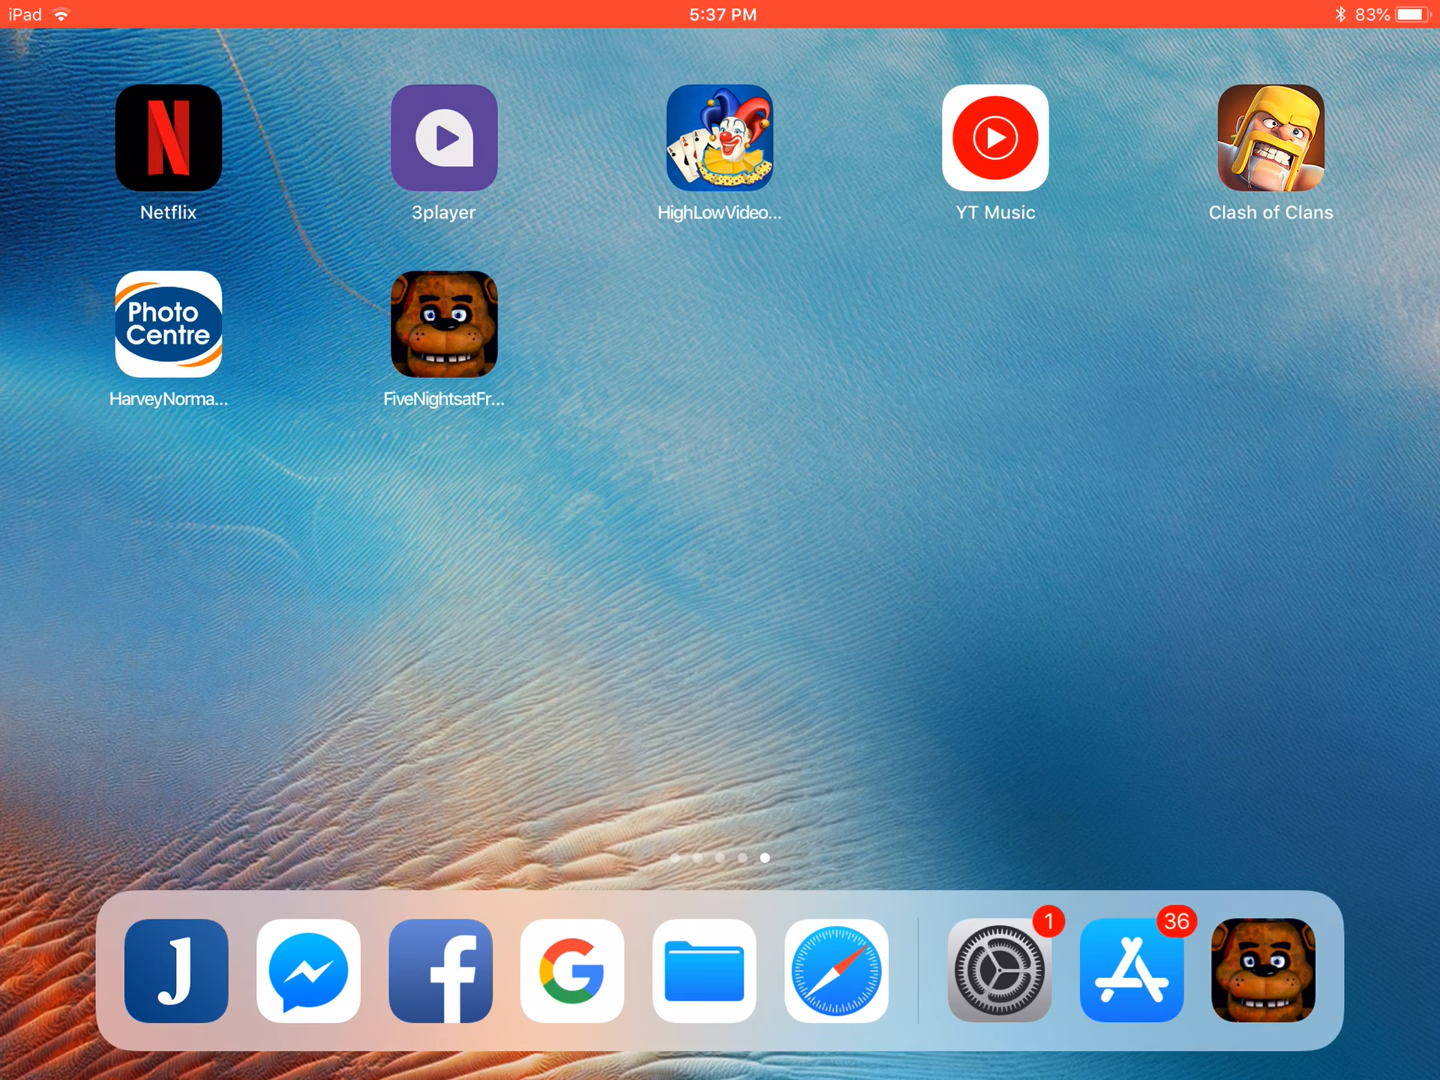 iPad
5:37 PM
83%
N
Netflix
3player
HighLowVideo...
YT Music
Clash of Clans
Photo
Centre
HarveyNorma...
FiveNightsatFr...
J
f
G
1
36